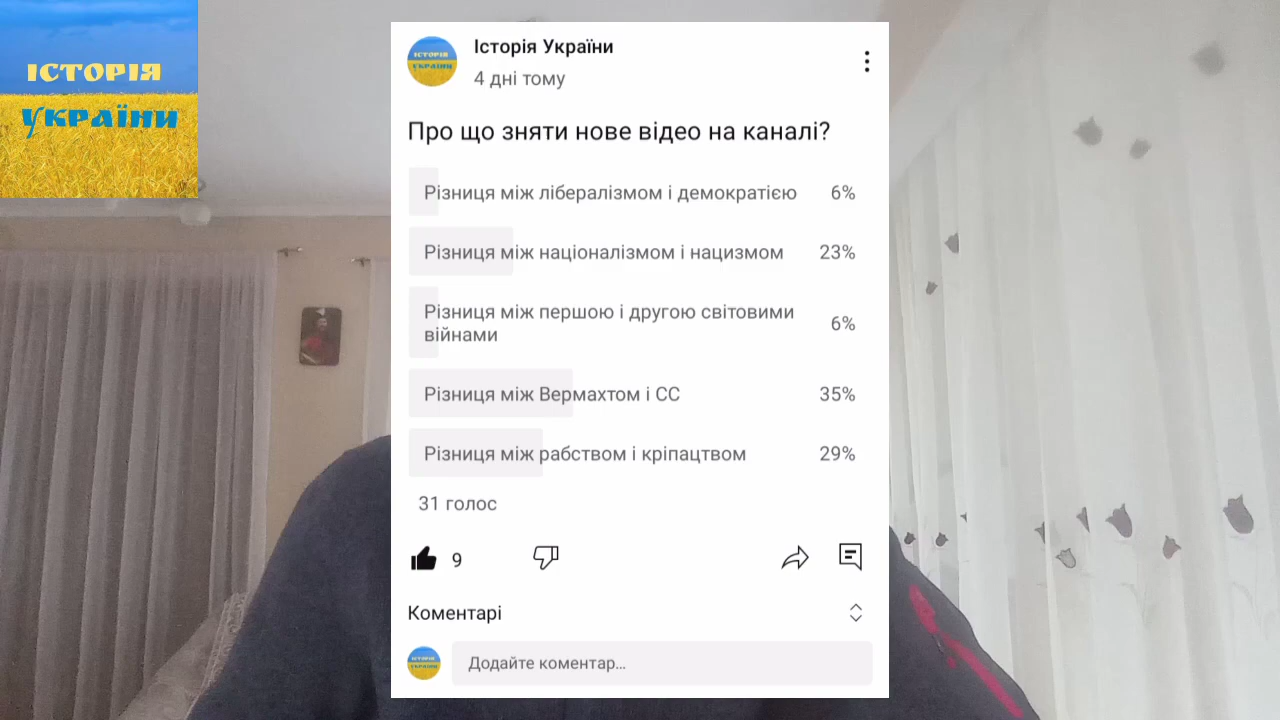 ІСТОРІЯ
УКРАЇНИ
ІСТОРІЯ
УКРАЇНИ
Історія України
4 дні тому
Про що зняти нове відео на каналі?
Різниця між лібералізмом і демократією 6%
Різниця між націоналізмом і нацизмом 23%
Різниця між першою і другою світовими
війнами 6%
Різниця між Вермахтом і СС 35%
Різниця між рабством і кріпацтвом 29%
31 голос
9
Коментарі
ІСТОРІЯ
УКРАЇНИ
Додайте коментар...